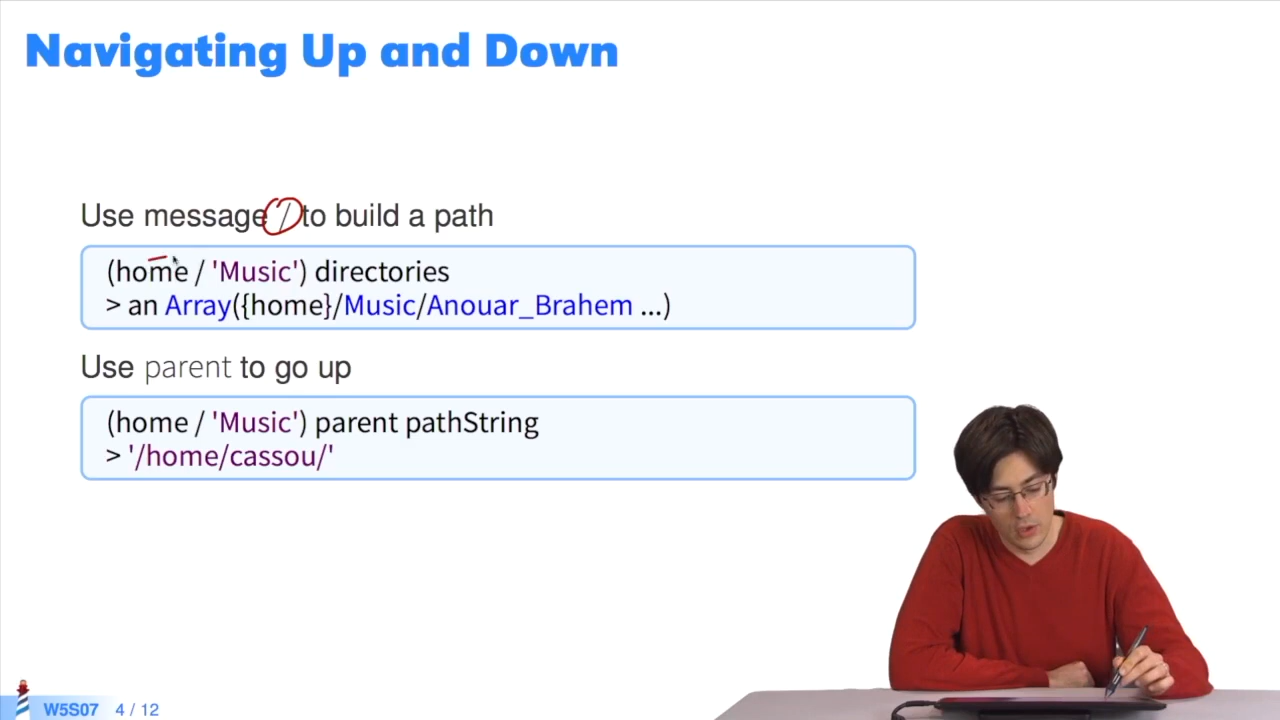 Navigating Up and Down
Use message / to build a path
(home / 'Music') directories
> an Array({home}/Music/Anouar_Brahem ...)
Use parent to go up
(home / 'Music') parent pathString
> '/home/cassou/'
W5S07 4 / 12